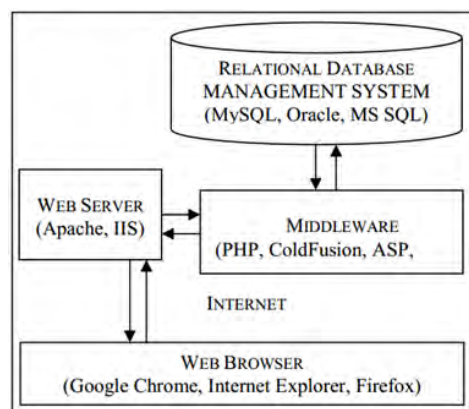 RELATIONAL DATABASE
MANAGEMENT SYSTEM
(MySQL, Oracle, MS SQL)
WEB SERVER
(Apache, IIS)
MIDDLEWARE
(PHP, ColdFusion, ASP,
INTERNET
WEB BROWSER
(Google Chrome, Internet Explorer, Firefox)